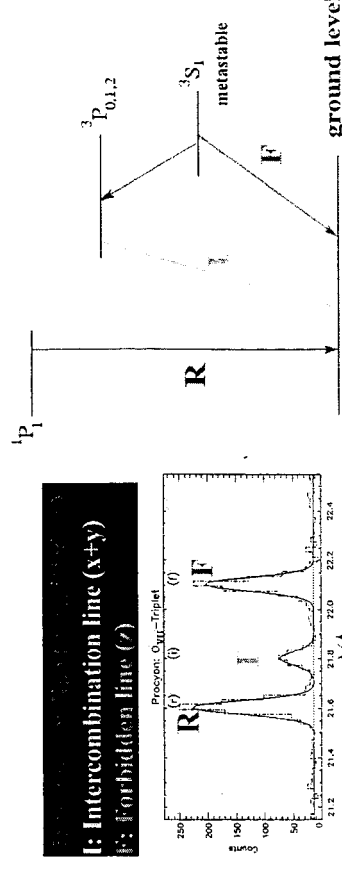 I: Intercombination line (x+y)
F: Forbidden line (z)
Procyon: O VII-Triplet
(r)
(i)
(f)
R
I
F
Counts
250
200
150
100
50
0
21.2
21.4
21.6
21.8
22.0
22.2
22.4
¹P₁
³P₀,₁,₂
³S₁
metastable
R
F
ground level